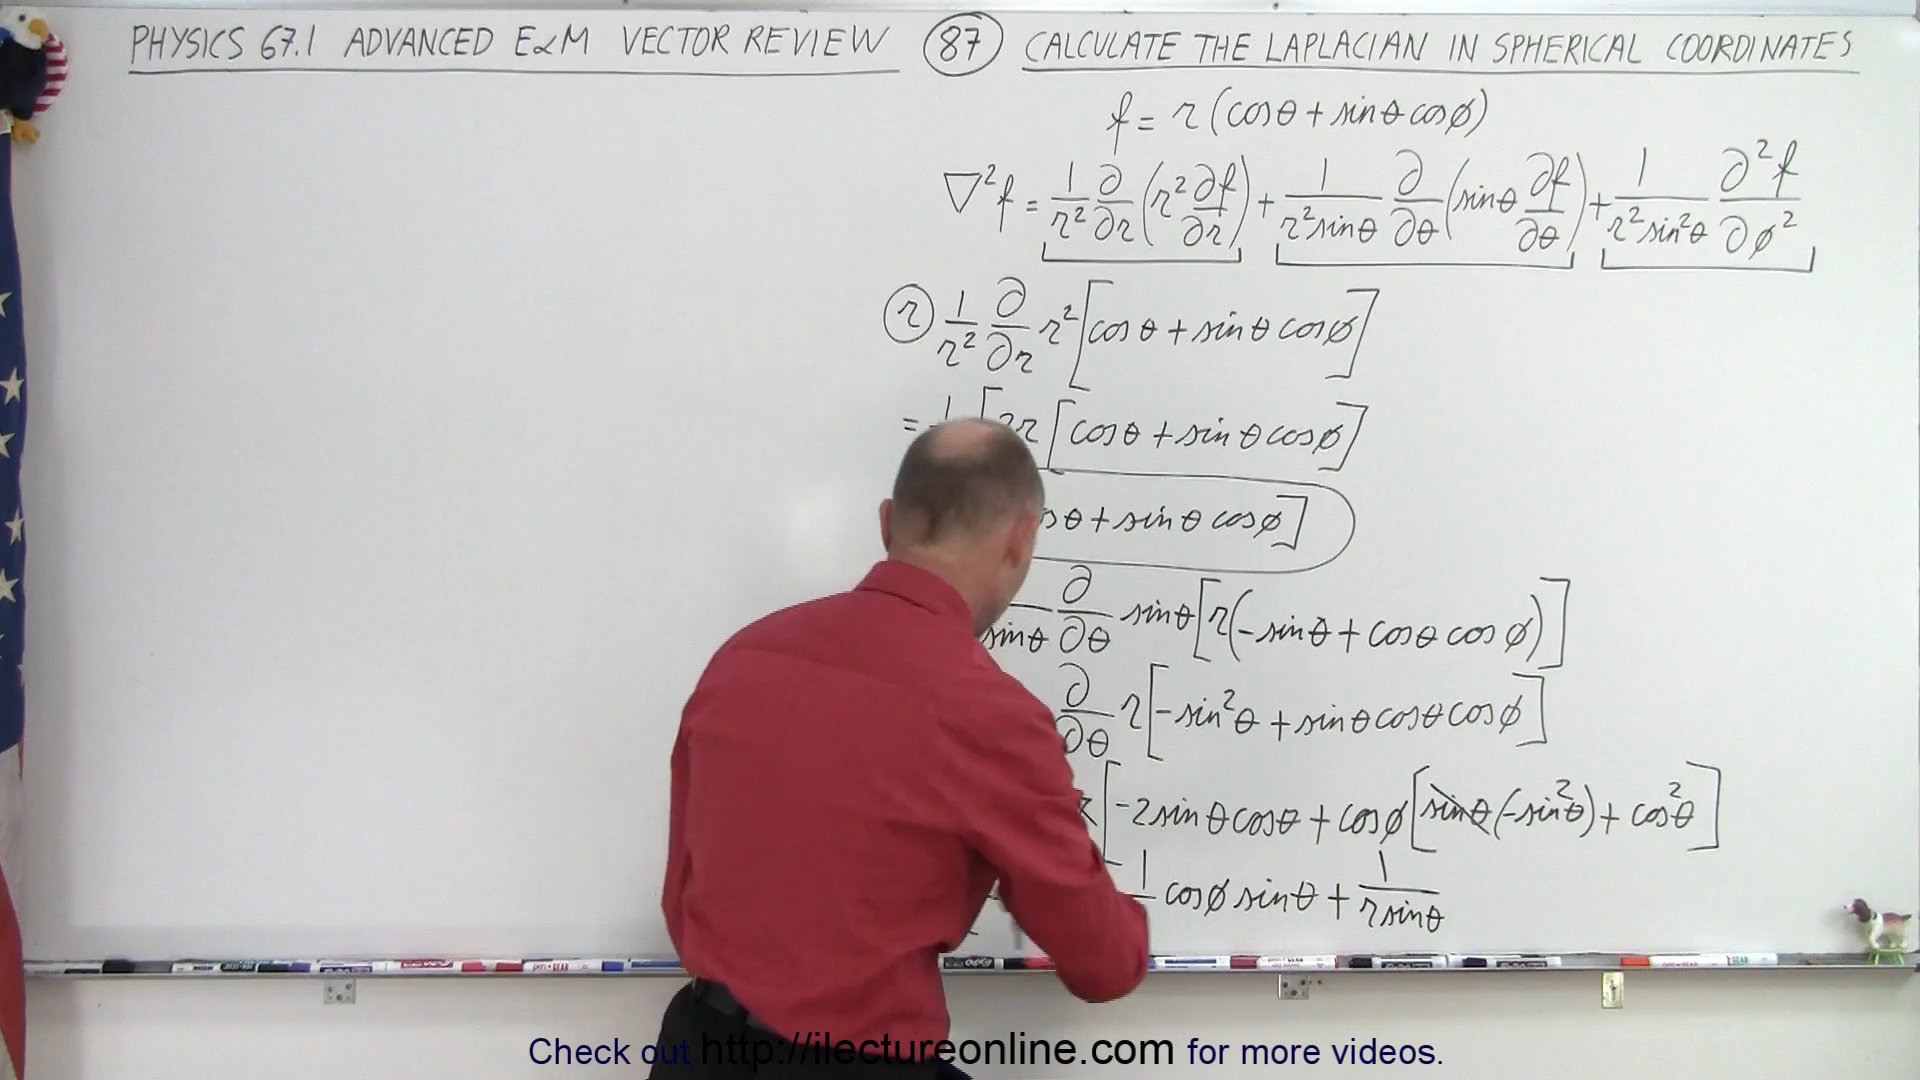 PHYSICS 67.1 ADVANCED E&M VECTOR REVIEW (87) CALCULATE THE LAPLACIAN IN SPHERICAL COORDINATES
f = r (cosθ + sinθ cosφ)
∇²f = 1/r² ∂/∂r (r² ∂f/∂r) + 1/(r² sinθ) ∂/∂θ (sinθ ∂f/∂θ) + 1/(r² sin²θ) ∂²f/∂φ²
(r) 1/r² ∂/∂r r² [cosθ + sinθ cosφ]
= 2r [cosθ + sinθ cosφ]
θ + sinθ cosφ]
sinθ ∂/∂θ sinθ [r(-sinθ + cosθ cosφ)]
∂/∂θ r [-sin²θ + sinθ cosθ cosφ]
[-2sinθ cosθ + cosφ [sinθ (-sin²θ) + cos²θ]
1 cosφ sinθ + 1/(r sinθ)
Check out http://ilectureonline.com for more videos.